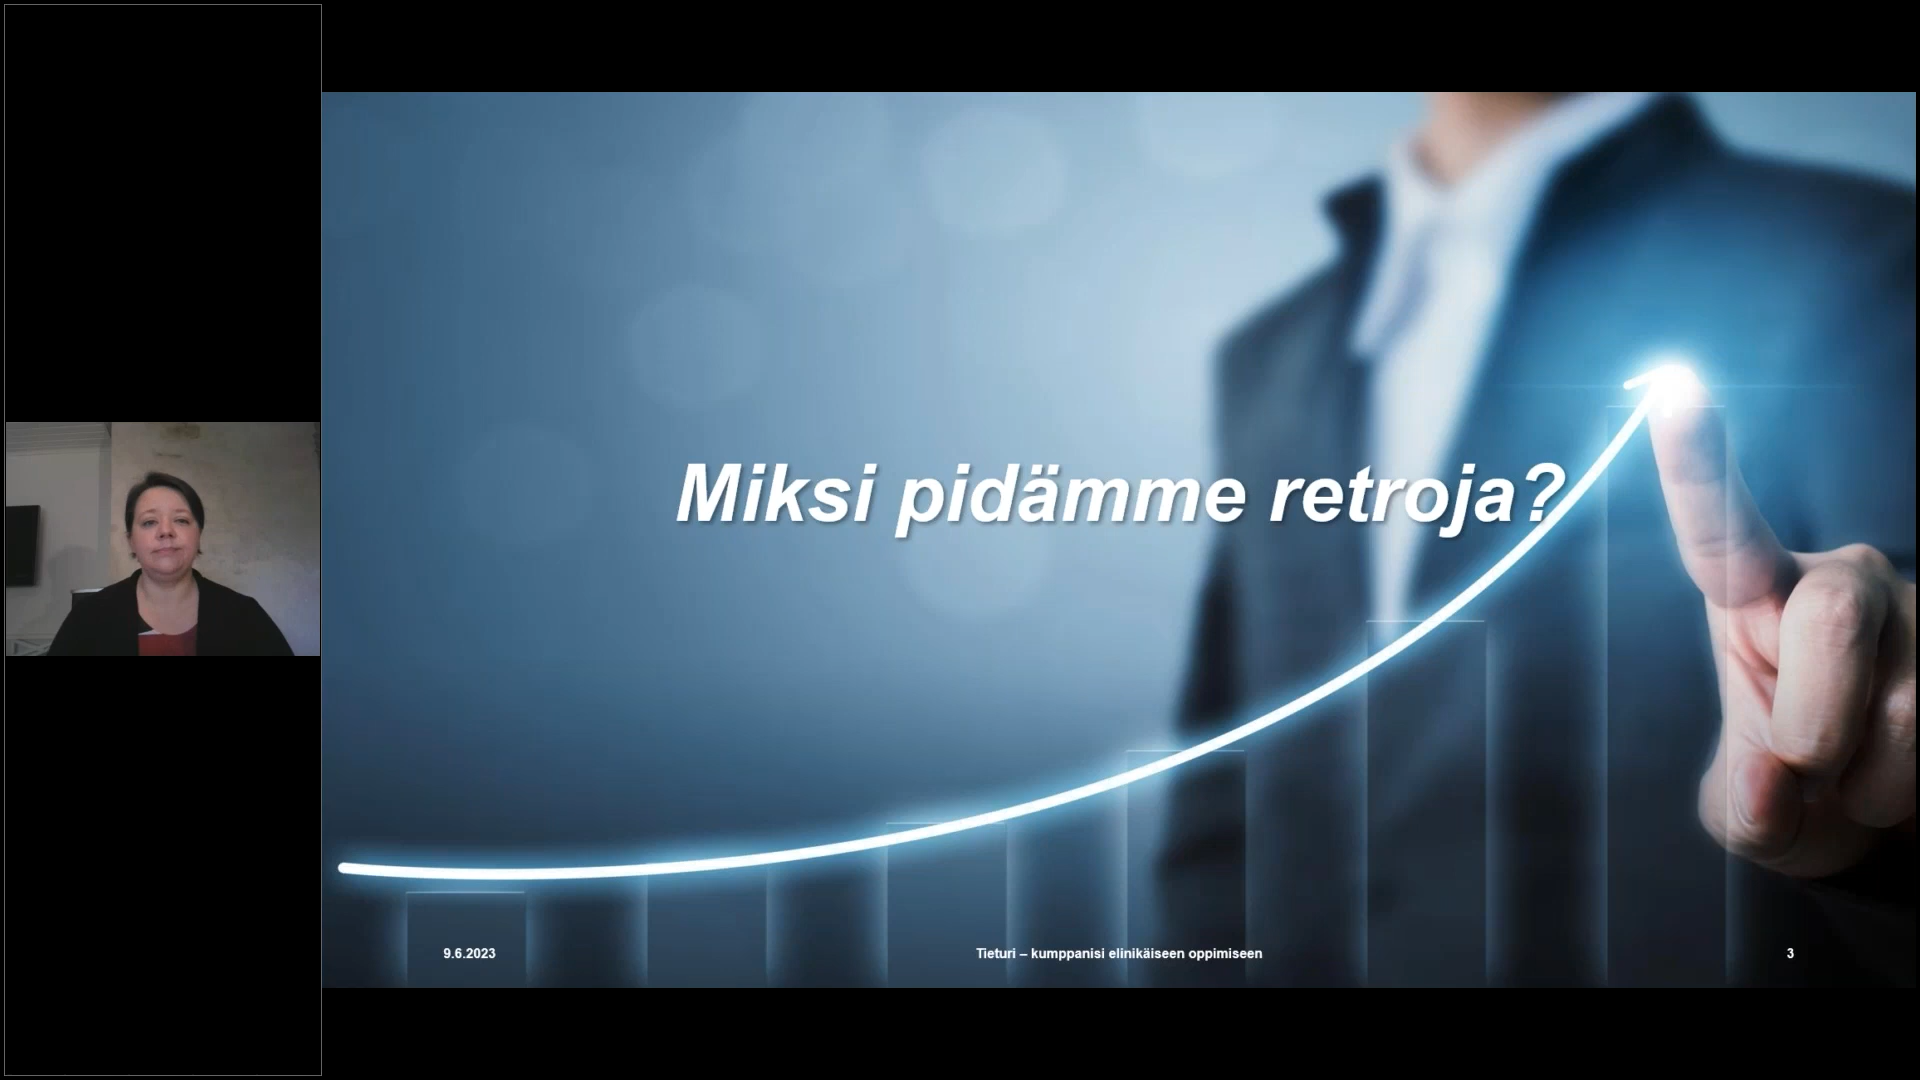 Miksi pidämme retroja?
9.6.2023
Tieturi – kumppanisi elinikäiseen oppimiseen
3